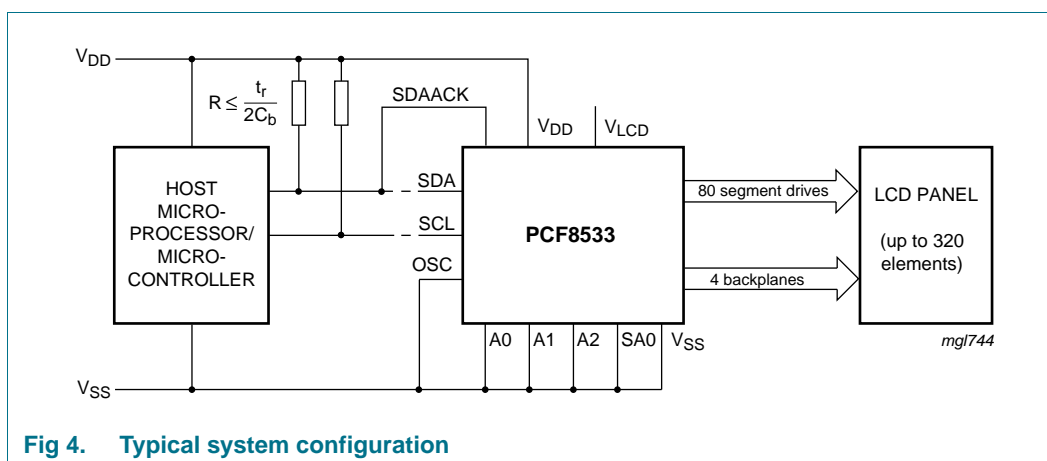 VDD
R ≤ tr
2Cb
SDAACK
VDD
VLCD
HOST
MICRO-
PROCESSOR/
MICRO-
CONTROLLER
SDA
SCL
OSC
PCF8533
80 segment drives
4 backplanes
LCD PANEL
(up to 320
elements)
A0 A1 A2 SA0 VSS
mgl744
VSS
Fig 4. Typical system configuration